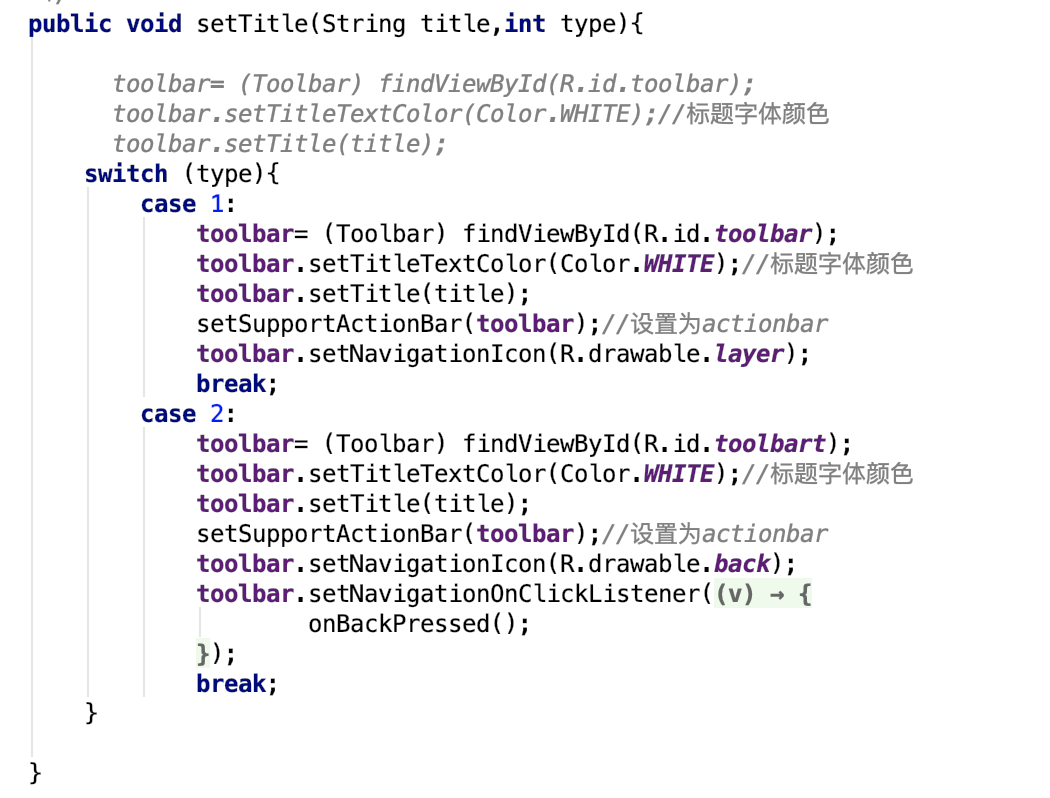 */
public void setTitle(String title,int type){
toolbar= (Toolbar) findViewById(R.id.toolbar);
toolbar.setTitleTextColor(Color.WHITE);//标题字体颜色
toolbar.setTitle(title);
switch (type){
case 1:
toolbar= (Toolbar) findViewById(R.id.toolbar);
toolbar.setTitleTextColor(Color.WHITE);//标题字体颜色
toolbar.setTitle(title);
setSupportActionBar(toolbar);//设置为actionbar
toolbar.setNavigationIcon(R.drawable.layer);
break;
case 2:
toolbar= (Toolbar) findViewById(R.id.toolbart);
toolbar.setTitleTextColor(Color.WHITE);//标题字体颜色
toolbar.setTitle(title);
setSupportActionBar(toolbar);//设置为actionbar
toolbar.setNavigationIcon(R.drawable.back);
toolbar.setNavigationOnClickListener((v) → {
onBackPressed();
});
break;
}
}